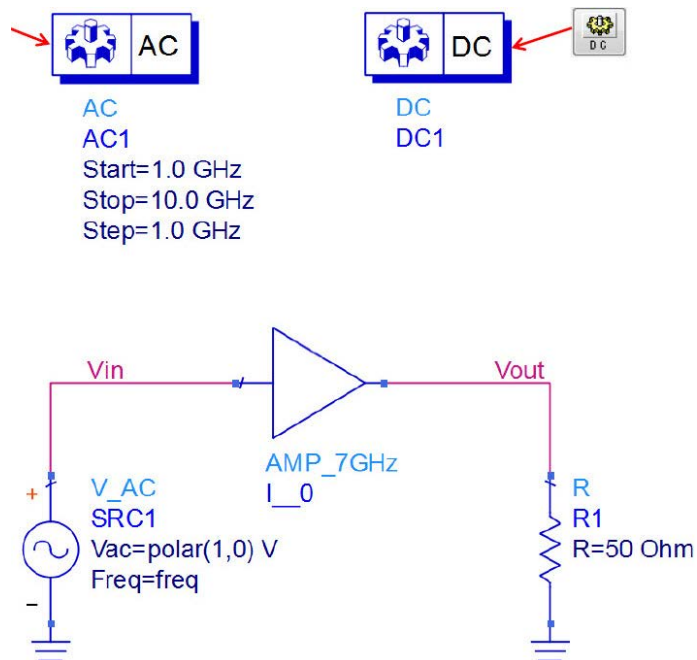 AC
DC
DC
AC
AC1
Start=1.0 GHz
Stop=10.0 GHz
Step=1.0 GHz
DC
DC1
Vin
Vout
AMP_7GHz
I__0
+
V_AC
SRC1
Vac=polar(1,0) V
Freq=freq
–
R
R1
R=50 Ohm